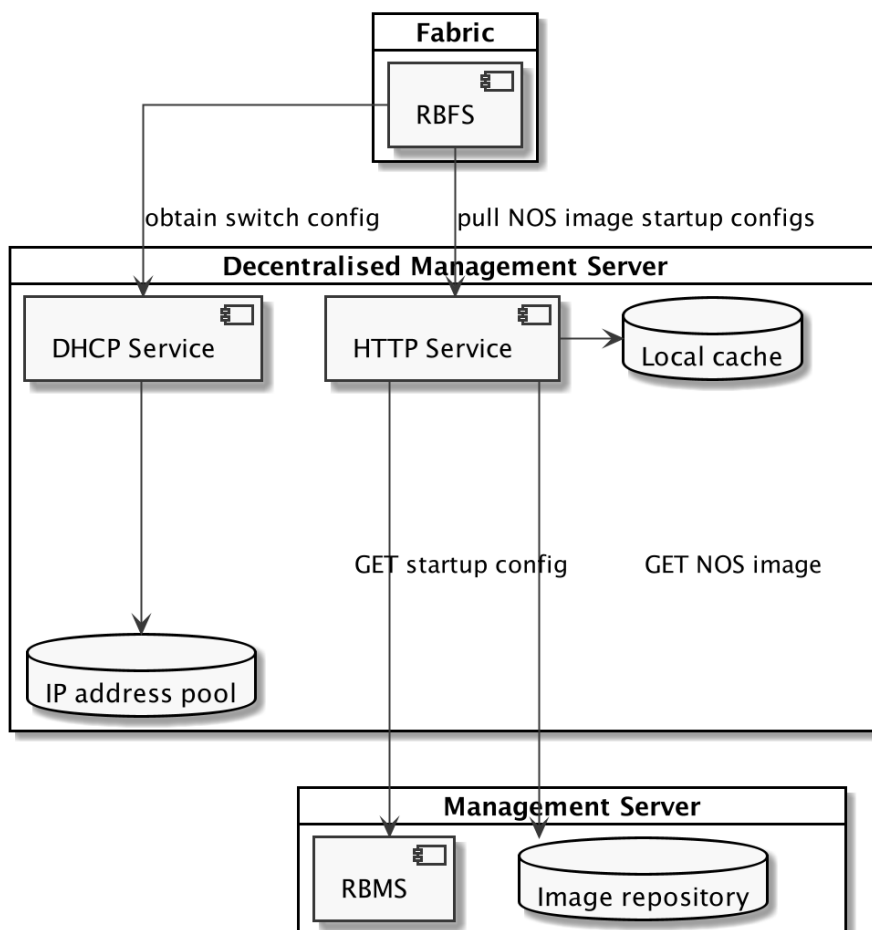 Fabric
RBFS
obtain switch config
pull NOS image startup configs
Decentralised Management Server
DHCP Service
HTTP Service
Local cache
GET startup config
GET NOS image
IP address pool
Management Server
RBMS
Image repository